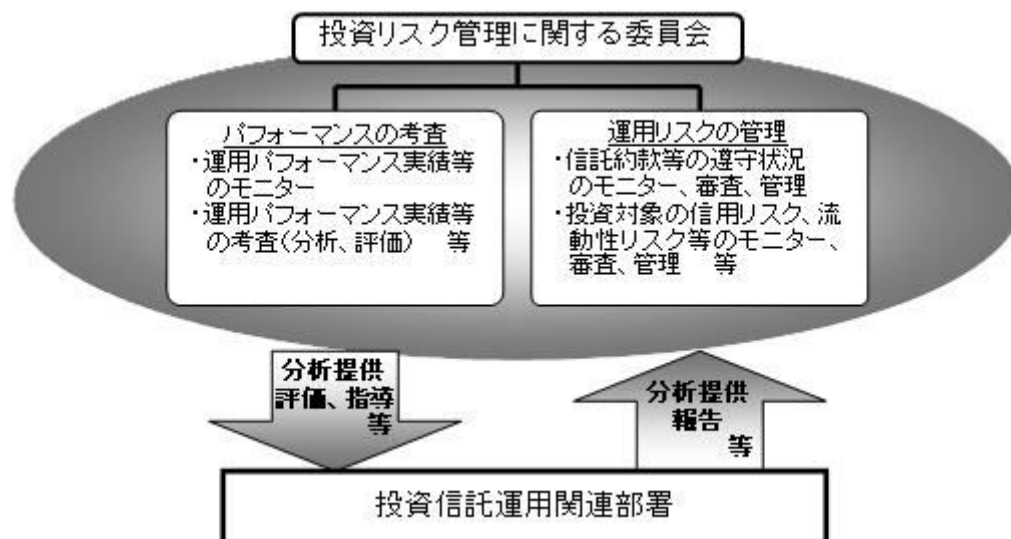 投資リスク管理に関する委員会
パフォーマンスの考査
・運用パフォーマンス実績等
のモニター
・運用パフォーマンス実績等
の考査(分析、評価) 等
運用リスクの管理
・信託約款等の遵守状況
のモニター、審査、管理
・投資対象の信用リスク、流
動性リスク等のモニター、
審査、管理 等
分析提供
評価、指導
等
分析提供
報告
等
投資信託運用関連部署